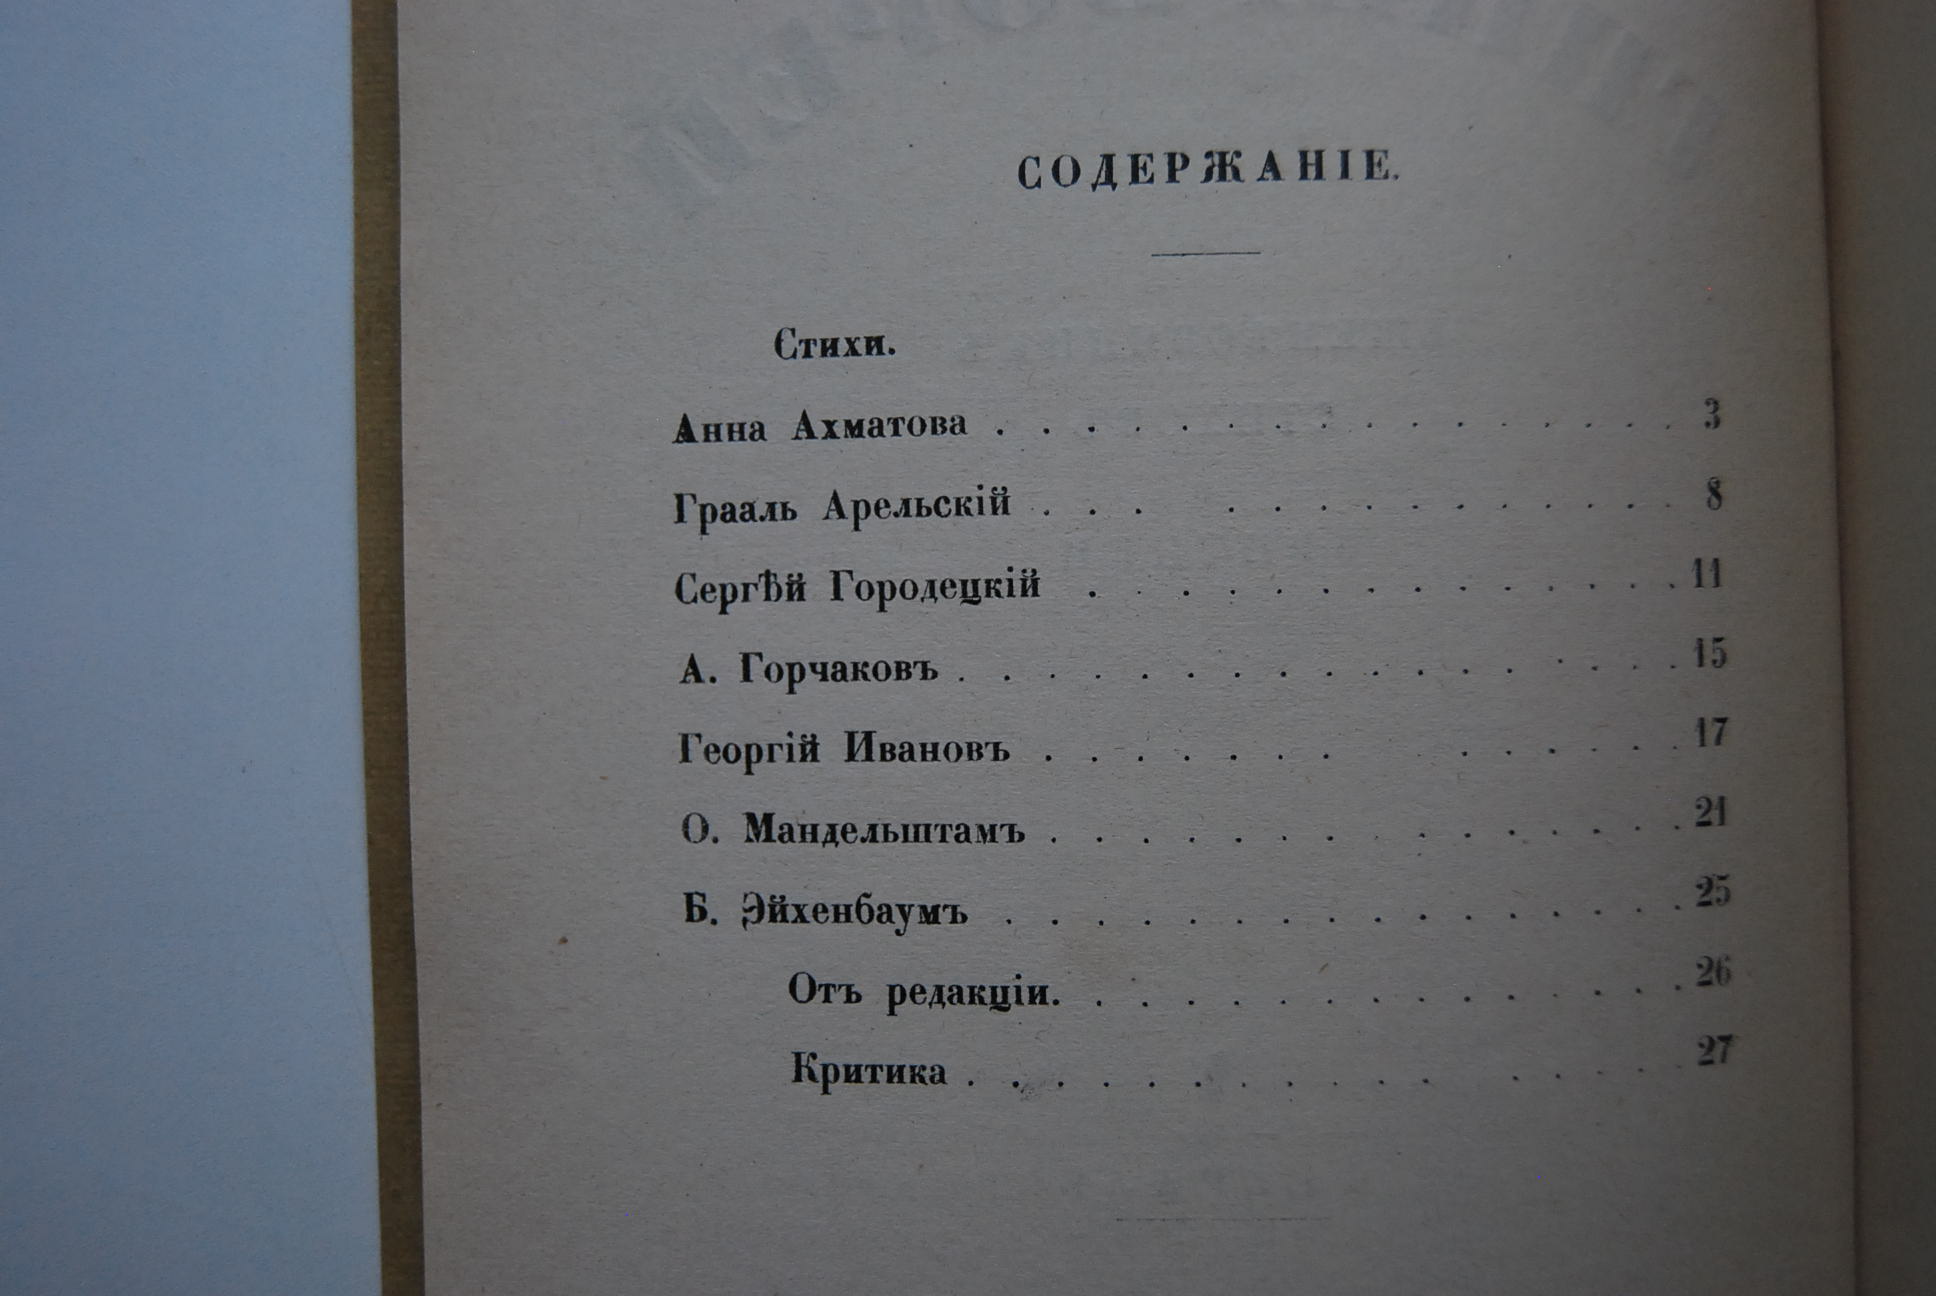 СОДЕРЖАНІЕ.
Стихи.
Анна Ахматова . . . . . . . . . . . . . . . 3
Грааль Арельскій . . . . . . . . . . . . . 8
Сергѣй Городецкій . . . . . . . . . . . . . 11
А. Горчаковъ . . . . . . . . . . . . . . . . 15
Георгій Ивановъ . . . . . . . . . . . . . 17
О. Мандельштамъ . . . . . . . . . . . . . 21
Б. Эйхенбаумъ . . . . . . . . . . . . . . . 25
Отъ редакціи. . . . . . . . . . . . . . 26
Критика . . . . . . . . . . . . . . . 27